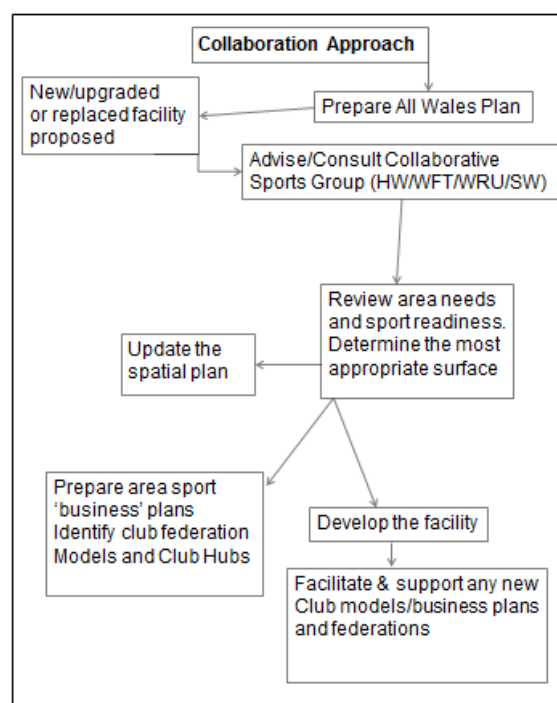 Collaboration Approach
New/upgraded
or replaced facility
proposed
Prepare All Wales Plan
Advise/Consult Collaborative
Sports Group (HW/WFT/WRU/SW)
Review area needs
and sport readiness.
Determine the most
appropriate surface
Update the
spatial plan
Prepare area sport
‘business’ plans
Identify club federation
Models and Club Hubs
Develop the facility
Facilitate & support any new
Club models/business plans
and federations